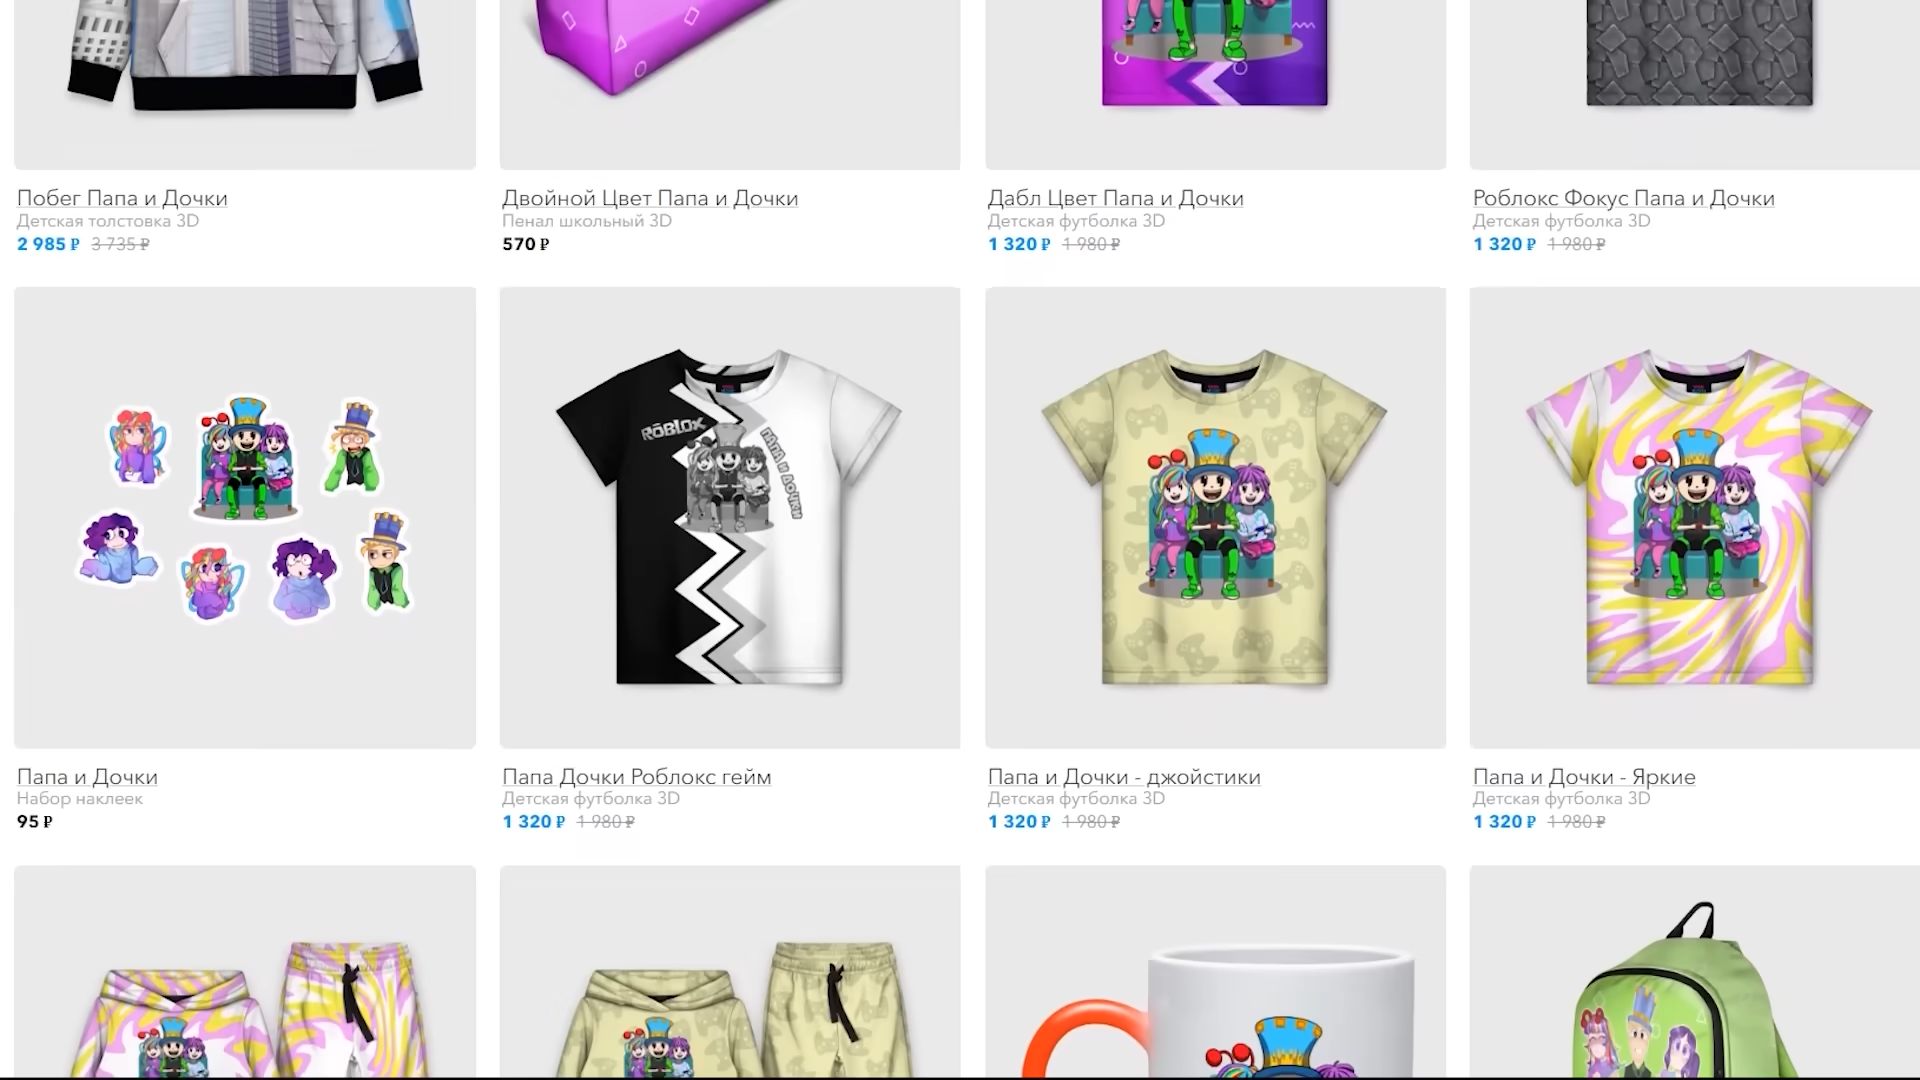 Побег Папа и Дочки
Детская толстовка 3D
2 985 ₽ 3 735 ₽
Двойной Цвет Папа и Дочки
Пенал школьный 3D
570 ₽
Дабл Цвет Папа и Дочки
Детская футболка 3D
1 320 ₽ 1 980 ₽
Роблокс Фокус Папа и Дочки
Детская футболка 3D
1 320 ₽ 1 980 ₽
ROBLOX
ПАПА И ДОЧКИ
Папа и Дочки
Набор наклеек
95 ₽
Папа Дочки Роблокс гейм
Детская футболка 3D
1 320 ₽ 1 980 ₽
Папа и Дочки - джойстики
Детская футболка 3D
1 320 ₽ 1 980 ₽
Папа и Дочки - Яркие
Детская футболка 3D
1 320 ₽ 1 980 ₽